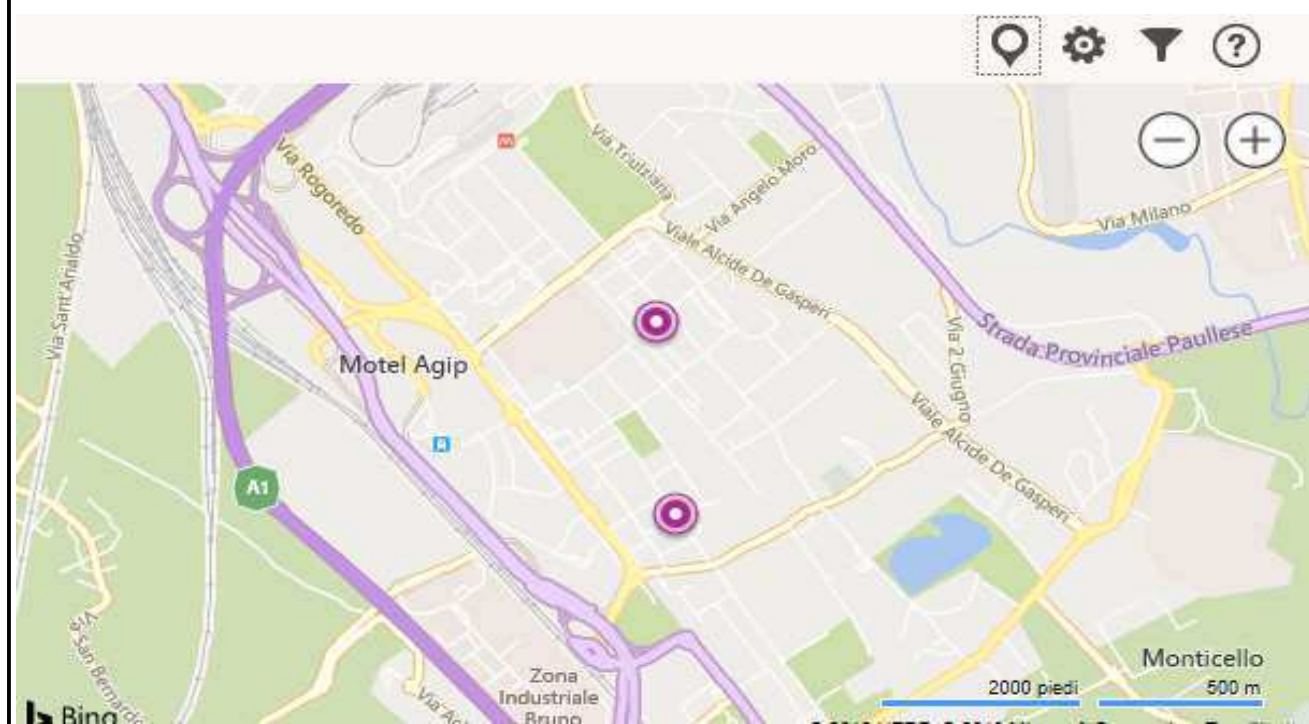 ?
Via Rogoredo
M
Via Triulziana
Via Angelo Moro
Via Milano
Via Sant'Arialdo
Viale Alcide De Gasperi
Strada Provinciale Paullese
Via 2 Giugno
Motel Agip
Viale Alcide De Gasperi
A1
Via San Bernardo
Monticello
Zona
Industriale
Bruno
2000 piedi
500 m
Bing